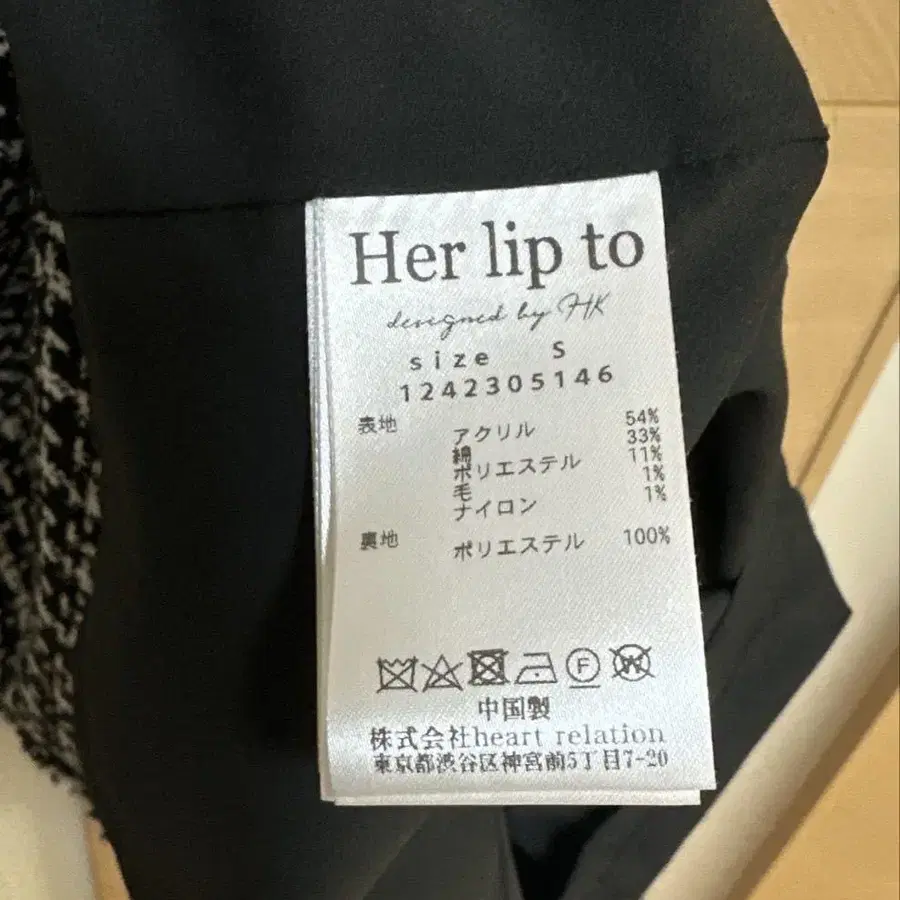 Her lip to
designed by HK
size S
1242305146
表地 アクリル 54%
綿 33%
ポリエステル 11%
毛 1%
ナイロン 1%
裏地 ポリエステル 100%
F W
中国製
株式会社heart relation
東京都渋谷区神宮前5丁目7-20